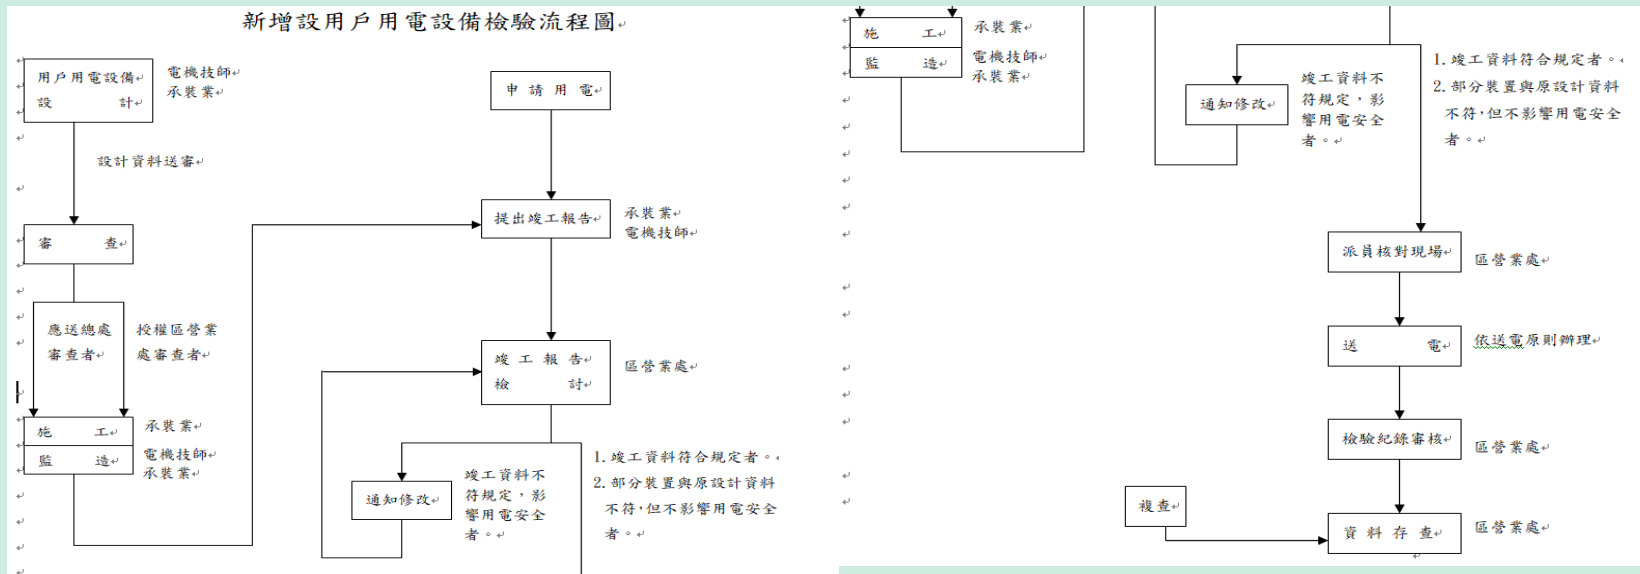 新增設用戶用電設備檢驗流程圖
用戶用電設備
設 計
電機技師
承裝業
設計資料送審
審 查
應送總處
審查者
授權區營業
處審查者
施 工
承裝業
監 造
電機技師
承裝業
申 請 用 電
提出竣工報告
承裝業
電機技師
竣 工 報 告
檢 討
區營業處
通知修改
竣工資料不
符規定，影
響用電安全
者。
1. 竣工資料符合規定者。
2. 部分裝置與原設計資料
不符，但不影響用電安全
者。
施 工
承裝業
監 造
電機技師
承裝業
通知修改
竣工資料不
符規定，影
響用電安全
者。
1. 竣工資料符合規定者。
2. 部分裝置與原設計資料
不符，但不影響用電安全
者。
派員核對現場
區營業處
送 電
依送電原則辦理
檢驗紀錄審核
區營業處
複查
資 料 存 查
區營業處